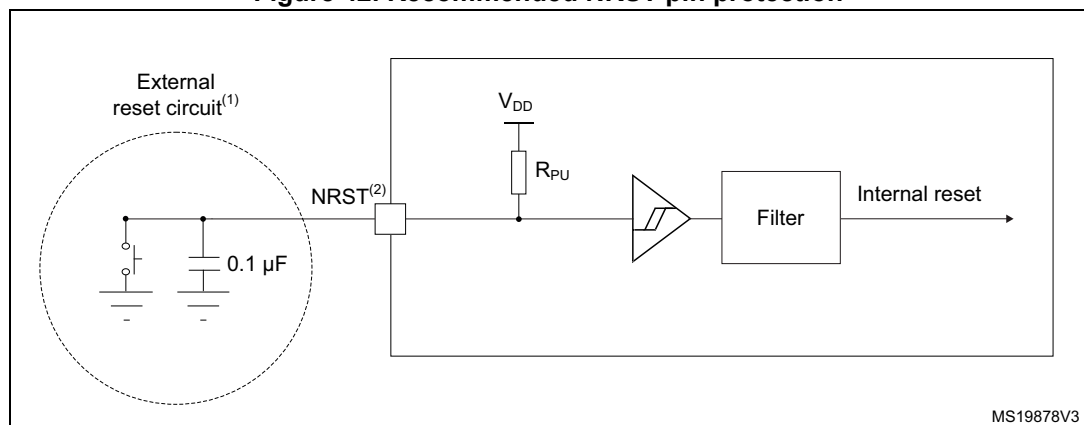 Figure 42. Recommended NRST pin protection
External
reset circuit(1)
VDD
RPU
NRST(2)
Filter
Internal reset
0.1 µF
MS19878V3